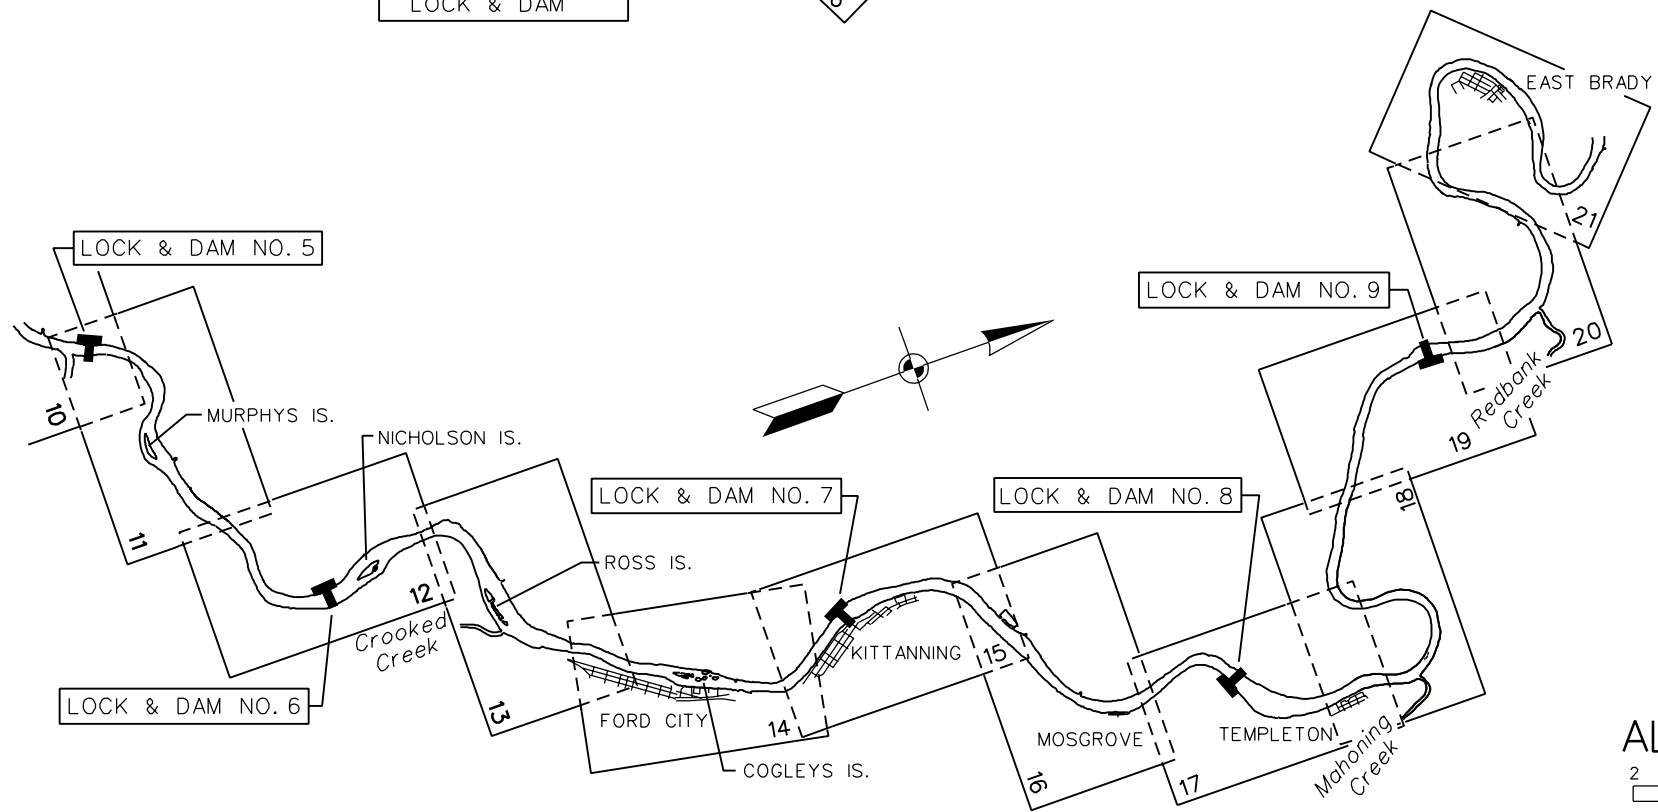 LOCK & DAM
EAST BRADY
21
LOCK & DAM NO. 5
LOCK & DAM NO. 9
20
Redbank
Creek
19
10
MURPHYS IS.
NICHOLSON IS.
LOCK & DAM NO. 7
LOCK & DAM NO. 8
18
11
ROSS IS.
12
Crooked
Creek
KITTANNING
15
LOCK & DAM NO. 6
13
FORD CITY
14
MOSGROVE
TEMPLETON
Mahoning
Creek
COGLEYS IS.
16
17
2